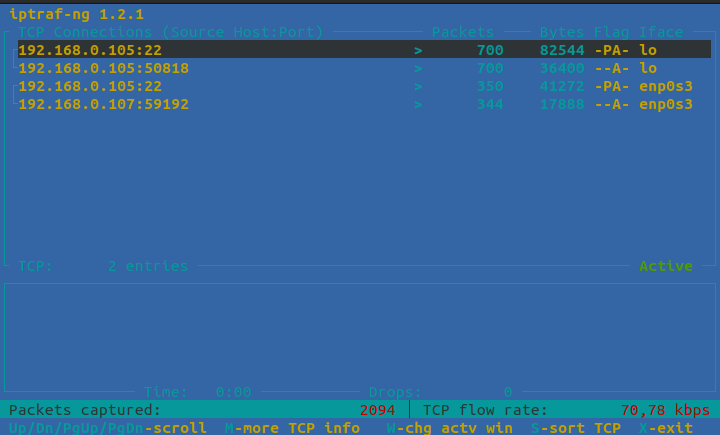 iptraf-ng 1.2.1
TCP Connections (Source Host:Port) Packets Bytes Flag Iface
192.168.0.105:22 > 700 82544 -PA- lo
192.168.0.105:50818 > 700 36400 --A- lo
192.168.0.105:22 > 350 41272 -PA- enp0s3
192.168.0.107:59192 > 344 17888 --A- enp0s3
TCP: 2 entries Active
Time: 0:00 Drops: 0
Packets captured: 2094 TCP flow rate: 70,78 kbps
Up/Dn/PgUp/PgDn-scroll M-more TCP info W-chg actv win S-sort TCP X-exit